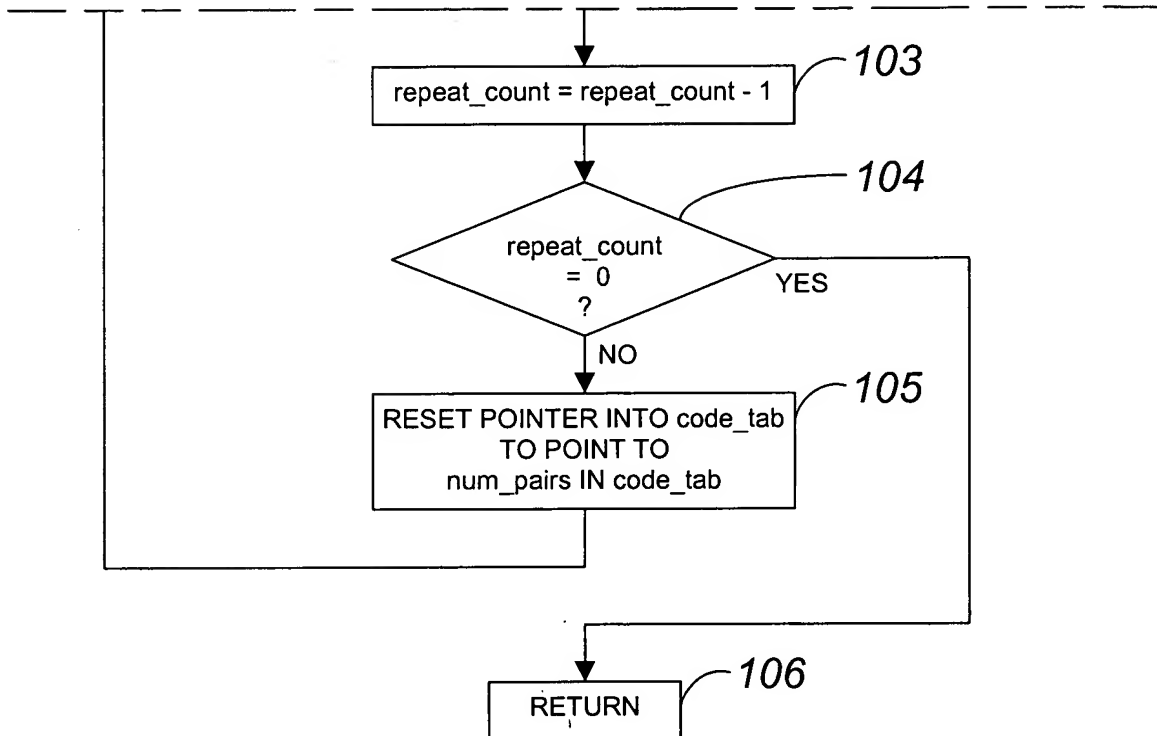 103
repeat_count = repeat_count - 1
104
repeat_count
= 0
?
YES
NO
105
RESET POINTER INTO code_tab
TO POINT TO
num_pairs IN code_tab
106
RETURN